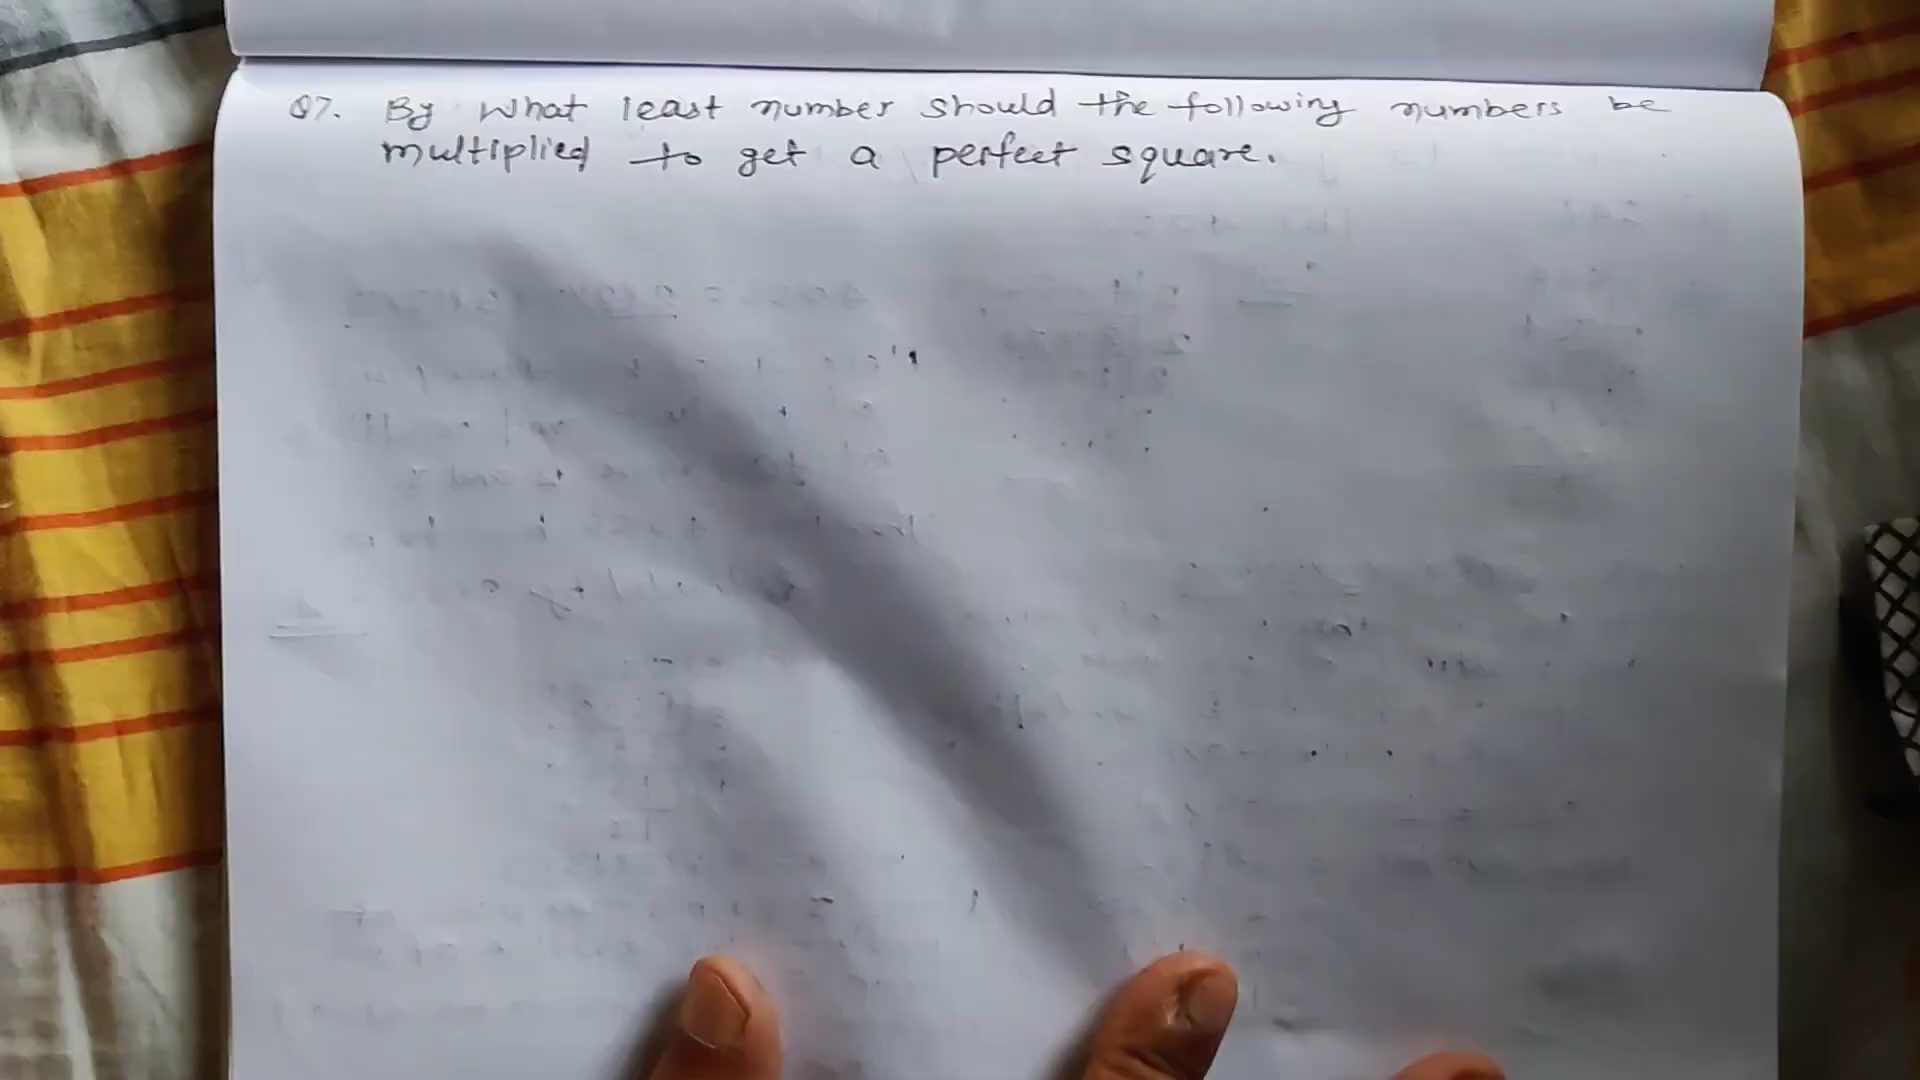 Q7. By what least number should the following numbers be
multiplied to get a perfect square.